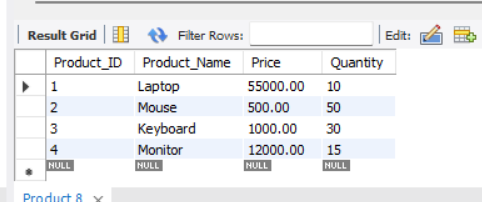 Result Grid Filter Rows: Edit:
Product_ID Product_Name Price Quantity
1 Laptop 55000.00 10
2 Mouse 500.00 50
3 Keyboard 1000.00 30
4 Monitor 12000.00 15
NULL NULL NULL NULL
Product 8 ×